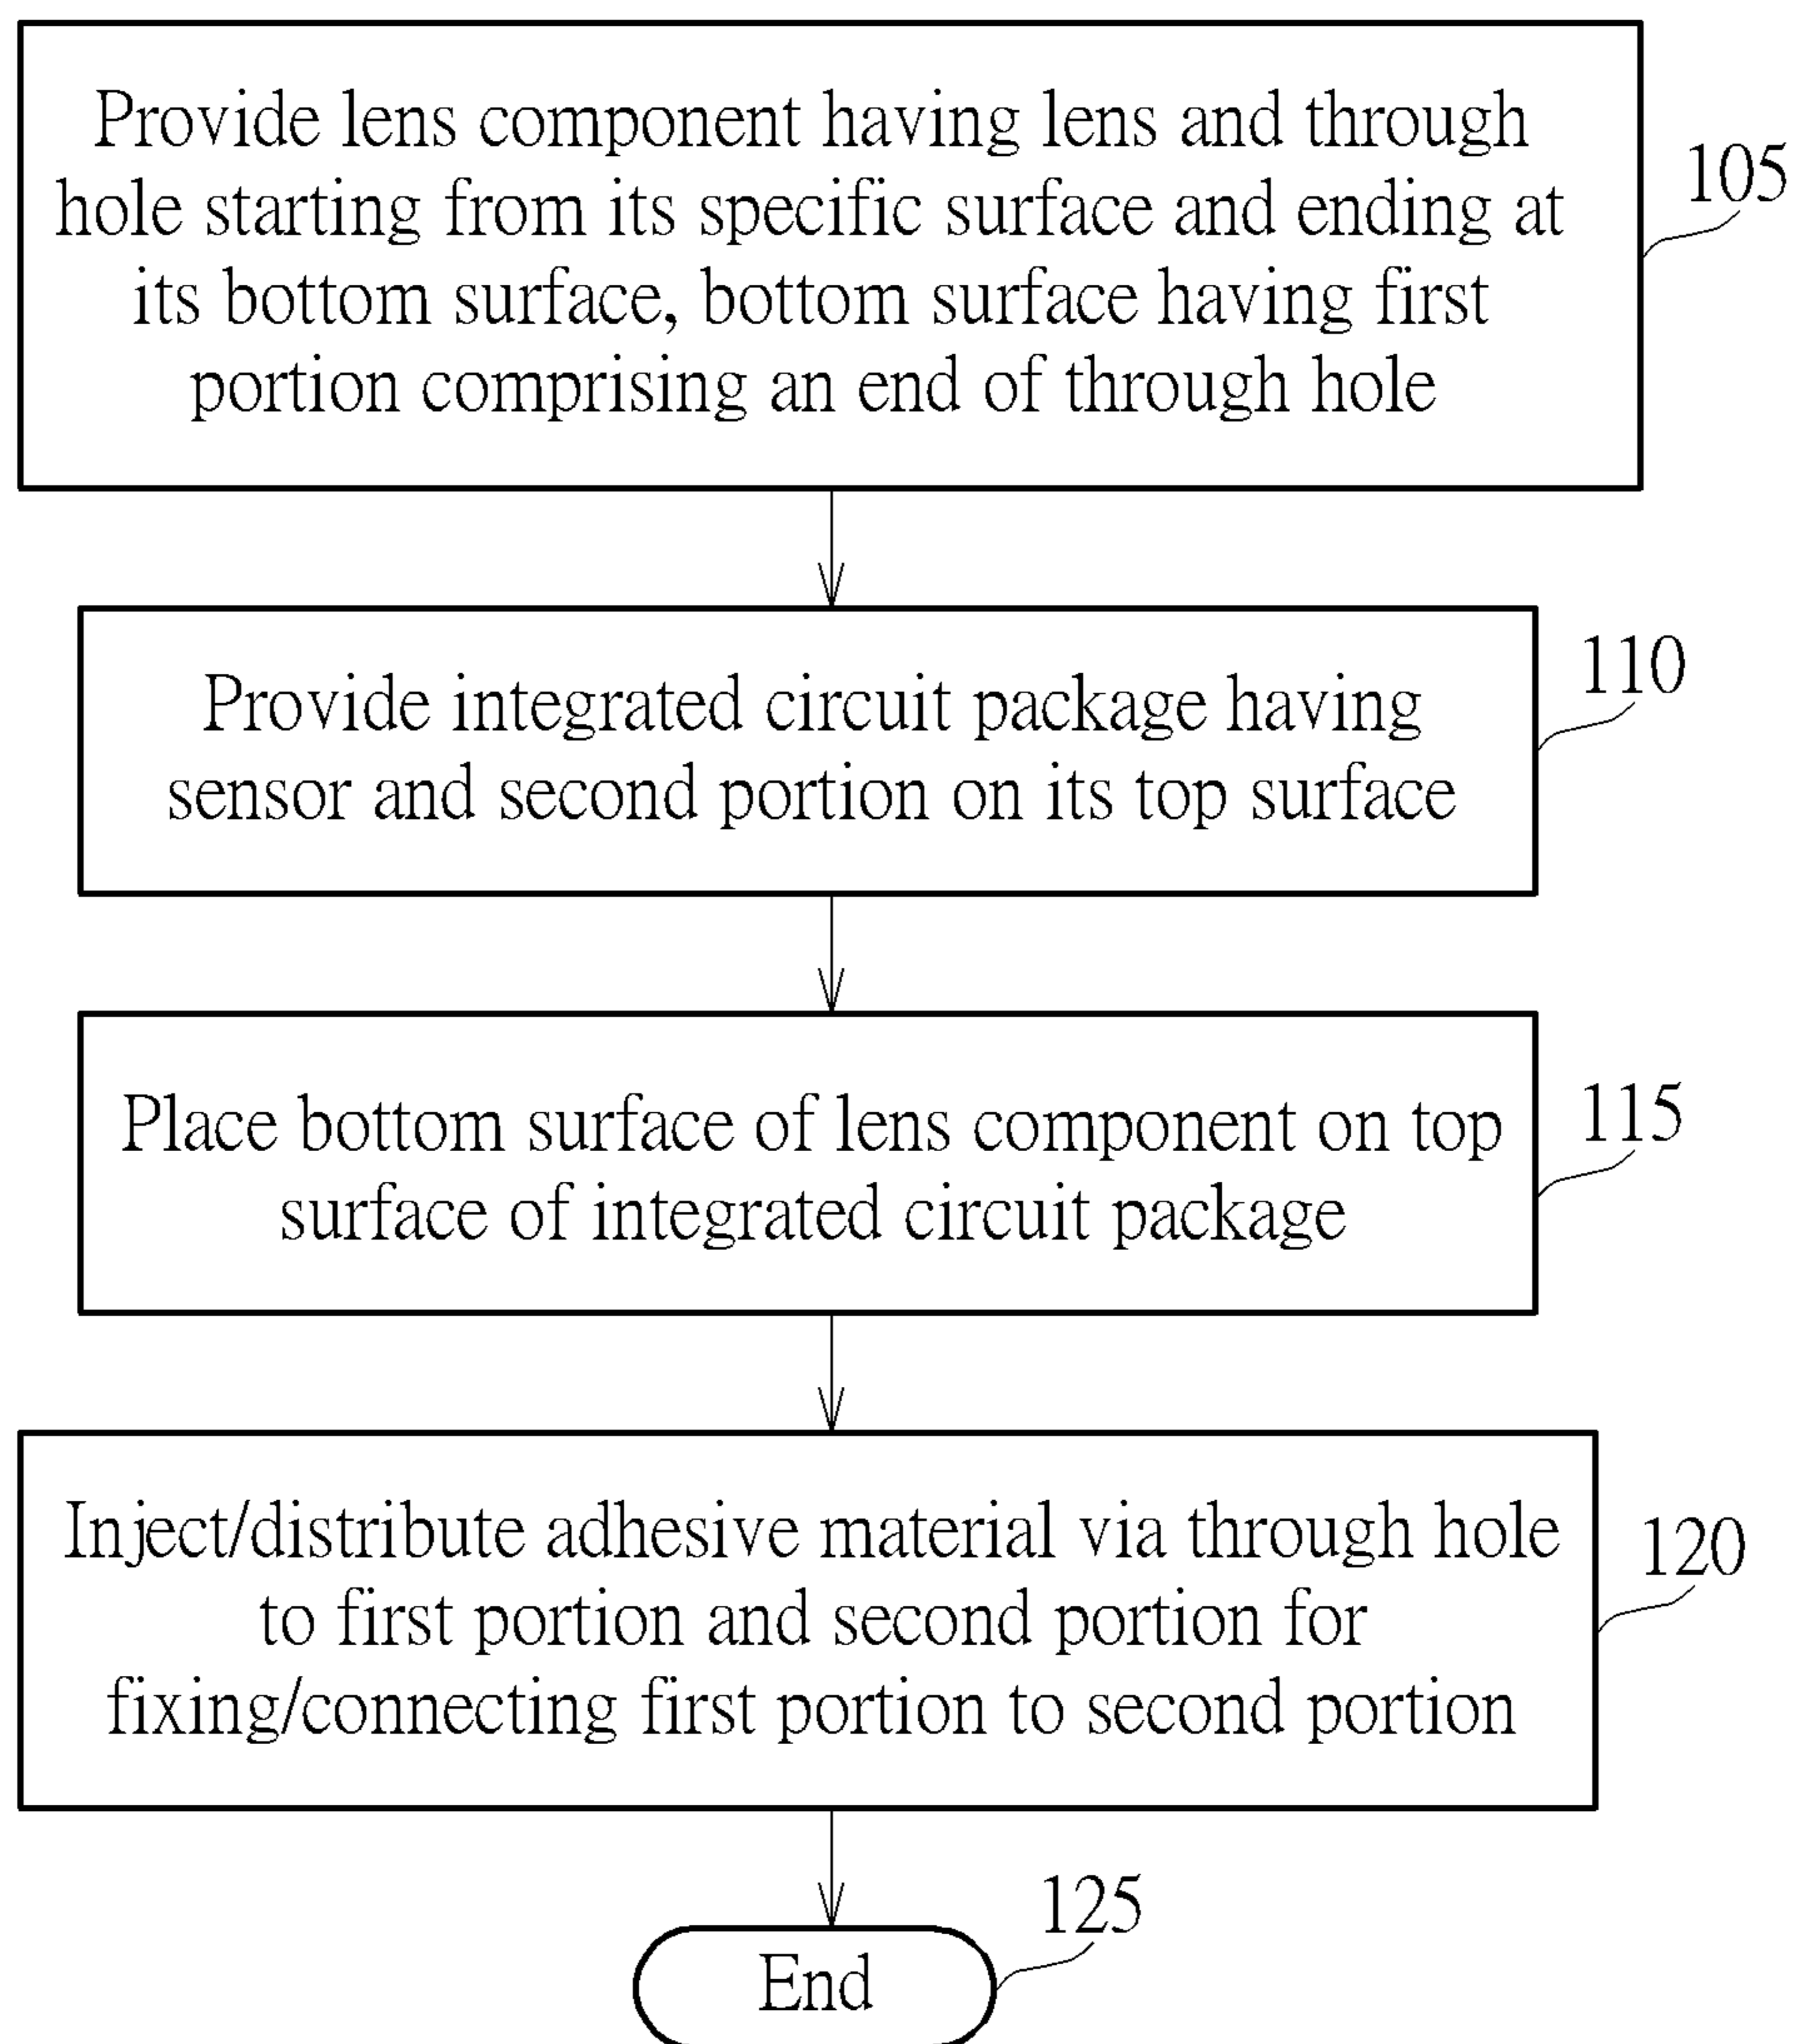 Provide lens component having lens and through
hole starting from its specific surface and ending at
its bottom surface, bottom surface having first
portion comprising an end of through hole
105
Provide integrated circuit package having
sensor and second portion on its top surface
110
Place bottom surface of lens component on top
surface of integrated circuit package
115
Inject/distribute adhesive material via through hole
to first portion and second portion for
fixing/connecting first portion to second portion
120
End
125